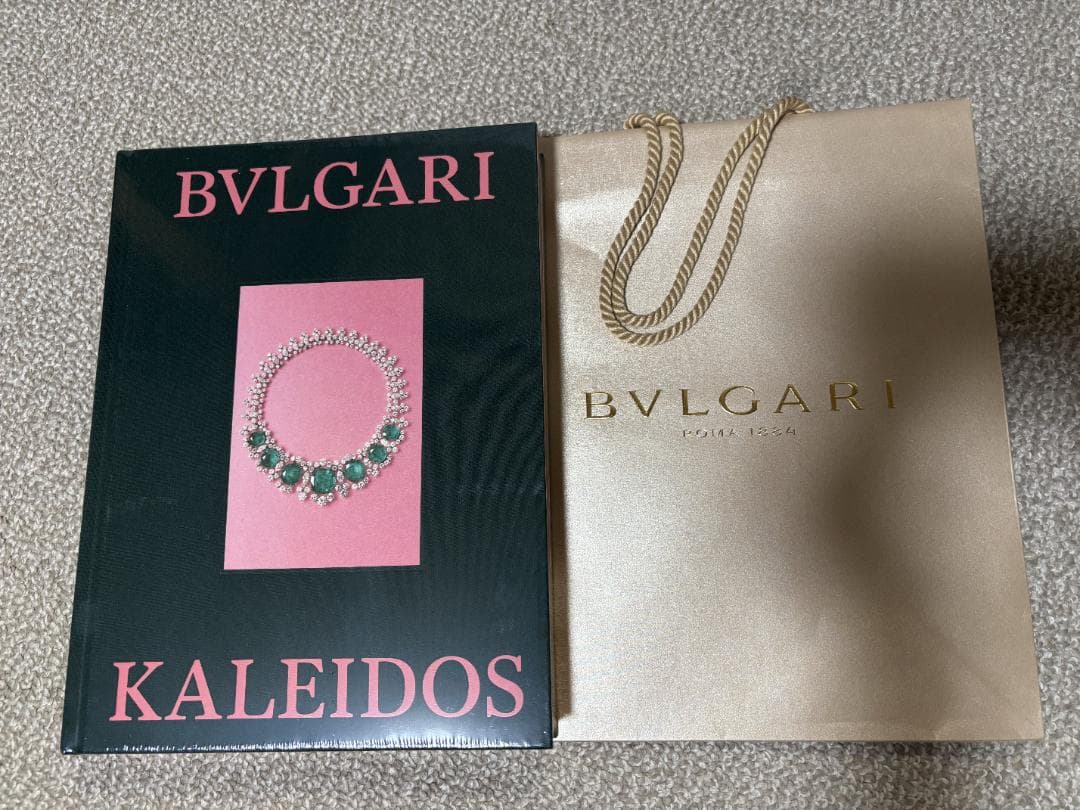 BVLGARI
KALEIDOS
BVLGARI
ROMA 1884